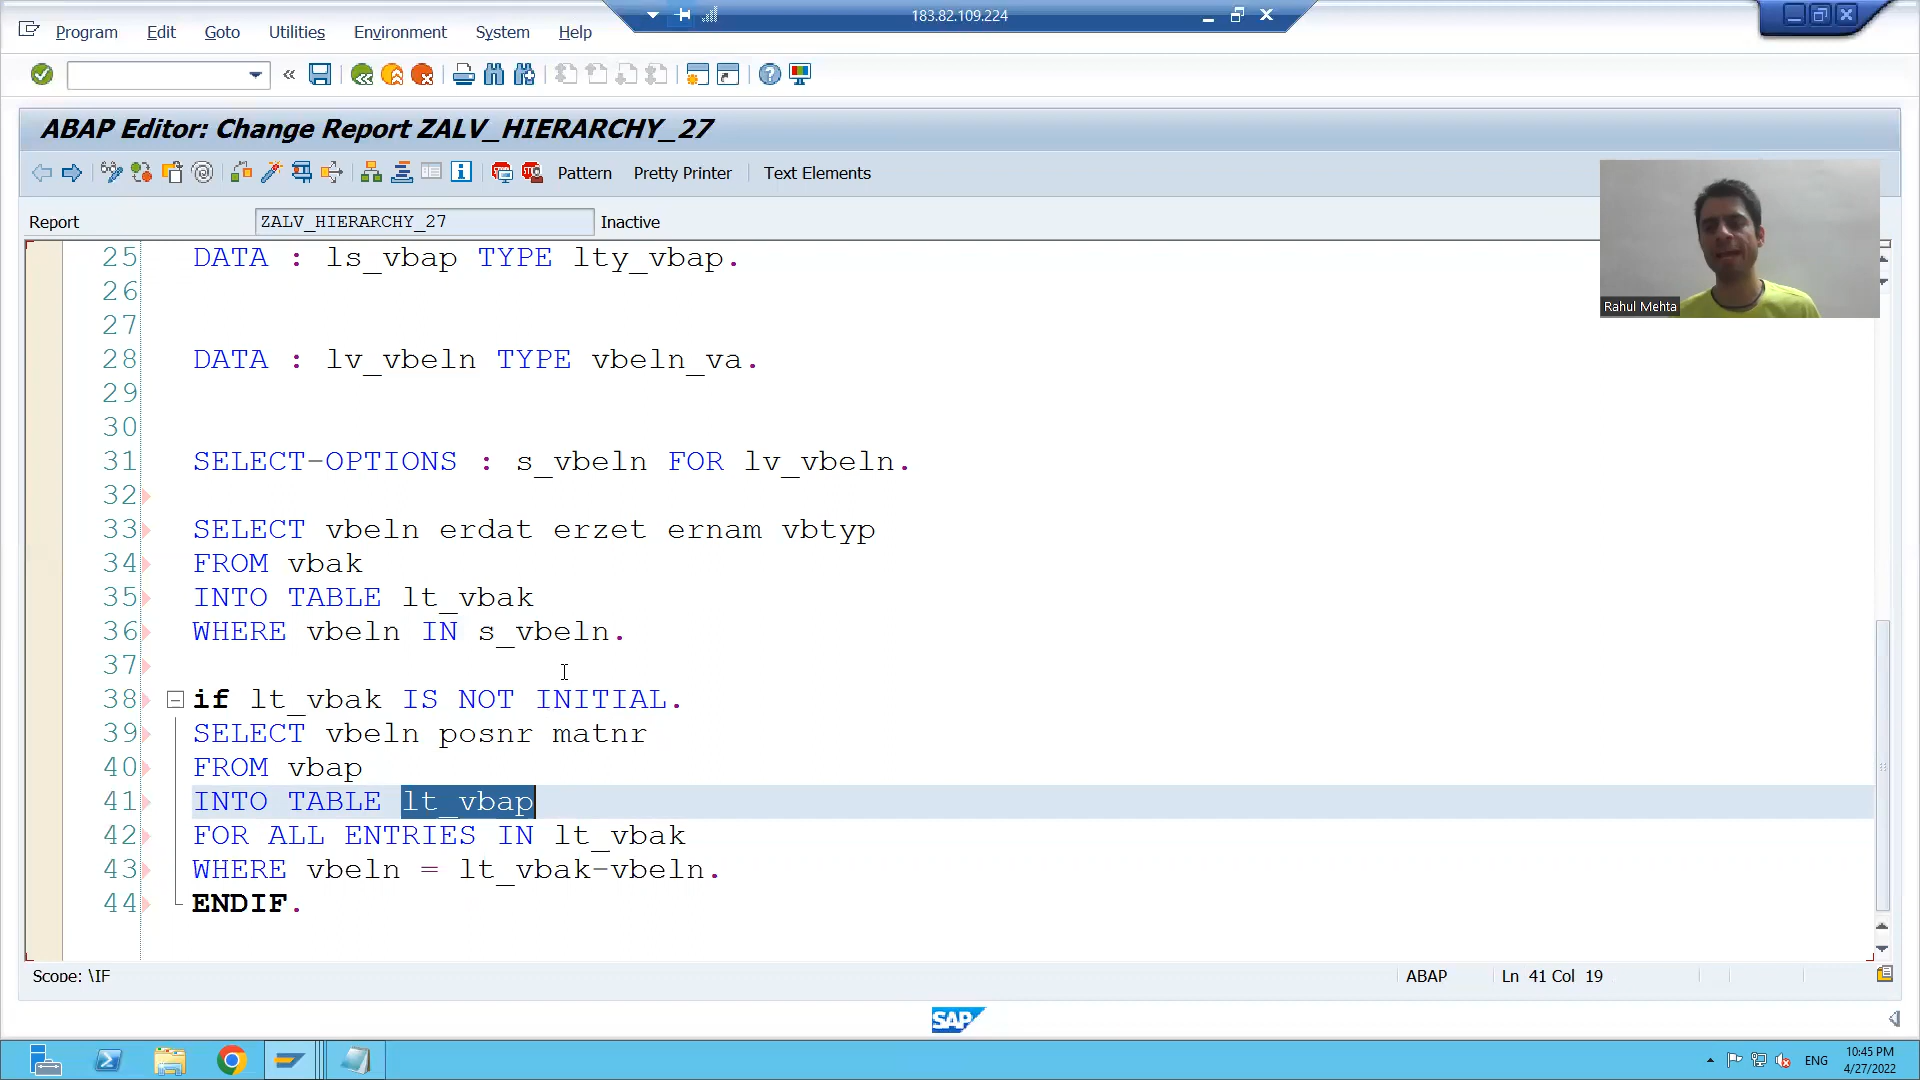 183.82.109.224
Program Edit Goto Utilities Environment System Help
ABAP Editor: Change Report ZALV_HIERARCHY_27
Pattern Pretty Printer Text Elements
Report ZALV_HIERARCHY_27 Inactive
Rahul Mehta
25 DATA : ls_vbap TYPE lty_vbap.
26
27
28 DATA : lv_vbeln TYPE vbeln_va.
29
30
31 SELECT-OPTIONS : s_vbeln FOR lv_vbeln.
32
33 SELECT vbeln erdat erzet ernam vbtyp
34 FROM vbak
35 INTO TABLE lt_vbak
36 WHERE vbeln IN s_vbeln.
37
38 if lt_vbak IS NOT INITIAL.
39 SELECT vbeln posnr matnr
40 FROM vbap
41 INTO TABLE lt_vbap
42 FOR ALL ENTRIES IN lt_vbak
43 WHERE vbeln = lt_vbak-vbeln.
44 ENDIF.
Scope: \IF ABAP Ln 41 Col 19
SAP
ENG 10:45 PM
4/27/2022